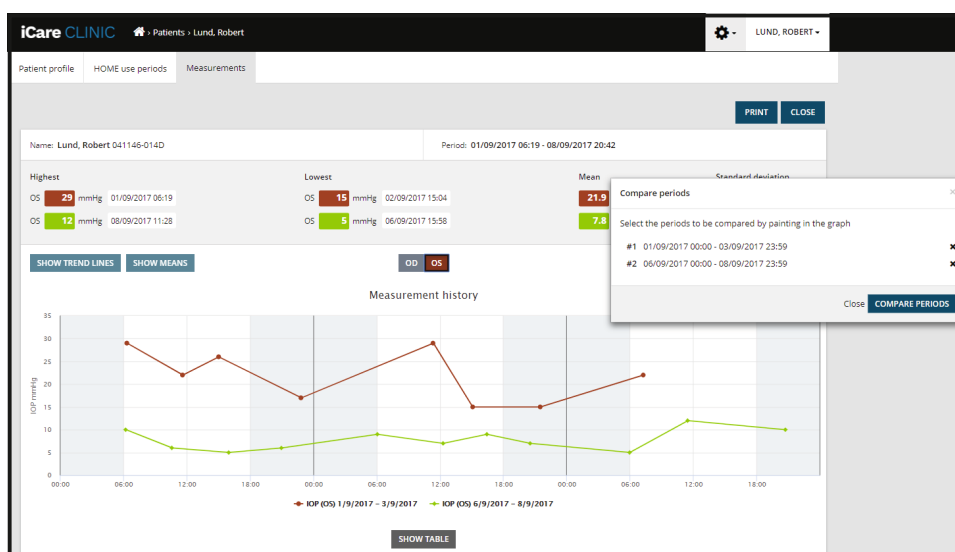 iCare CLINIC › Patients › Lund, Robert LUND, ROBERT
Patient profile HOME use periods Measurements
PRINT CLOSE
Name: Lund, Robert 041146-014D Period: 01/09/2017 06:19 - 08/09/2017 20:42
Highest Lowest Mean Standard deviation
OS 29 mmHg 01/09/2017 06:19 OS 15 mmHg 02/09/2017 15:04 21.9
OS 12 mmHg 08/09/2017 11:28 OS 5 mmHg 06/09/2017 15:58 7.8
Compare periods ×
Select the periods to be compared by painting in the graph
#1 01/09/2017 00:00 - 03/09/2017 23:59 ×
#2 06/09/2017 00:00 - 08/09/2017 23:59 ×
Close COMPARE PERIODS
SHOW TREND LINES SHOW MEANS OD OS
Measurement history
IOP mmHg
35
30
25
20
15
10
5
0
00:00 06:00 12:00 18:00 00:00 06:00 12:00 18:00 00:00 06:00 12:00 18:00
IOP (OS) 1/9/2017 – 3/9/2017 IOP (OS) 6/9/2017 – 8/9/2017
SHOW TABLE